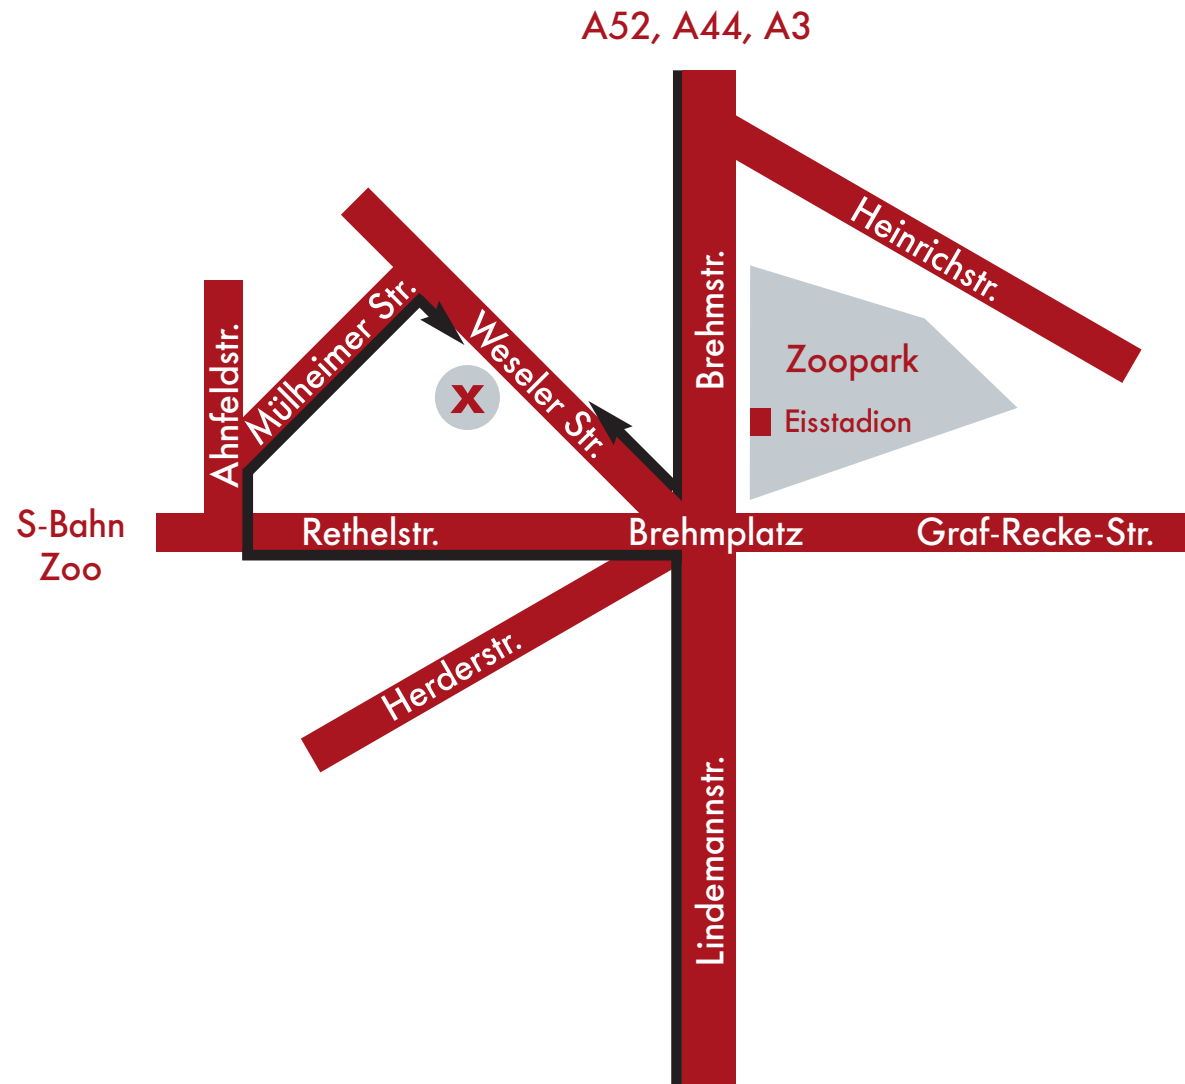 A52, A44, A3
Heinrichstr.
Brehmstr.
Mülheimer Str.
Ahnfeldstr.
Weseler Str.
Zoopark
Eisstadion
x
S-Bahn
Zoo
Rethelstr.
Brehmplatz
Graf-Recke-Str.
Herderstr.
Lindemannstr.